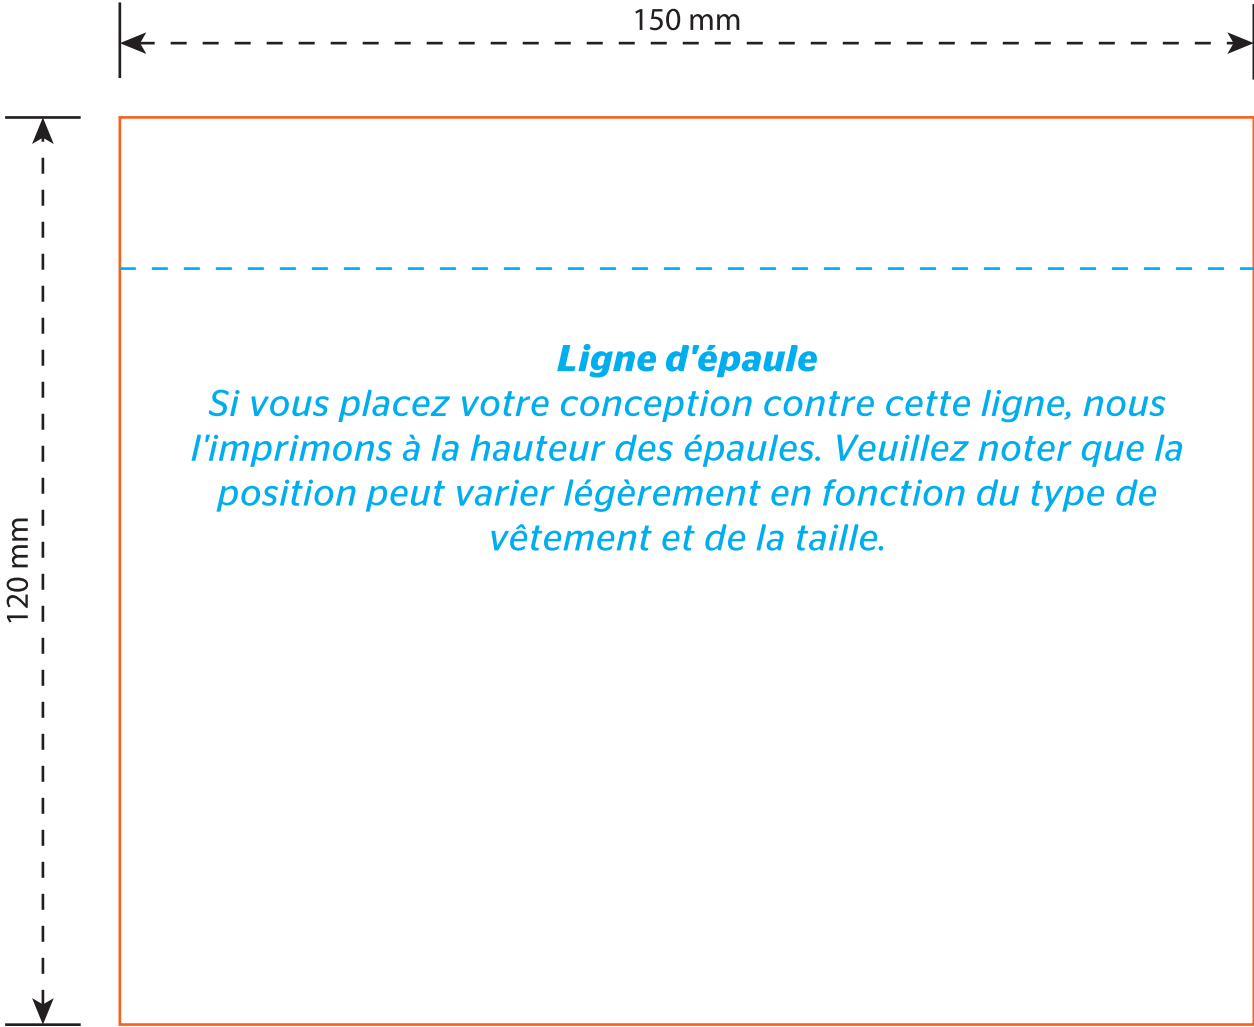 150 mm
120 mm
Ligne d'épaule
Si vous placez votre conception contre cette ligne, nous
l'imprimons à la hauteur des épaules. Veuillez noter que la
position peut varier légèrement en fonction du type de
vêtement et de la taille.